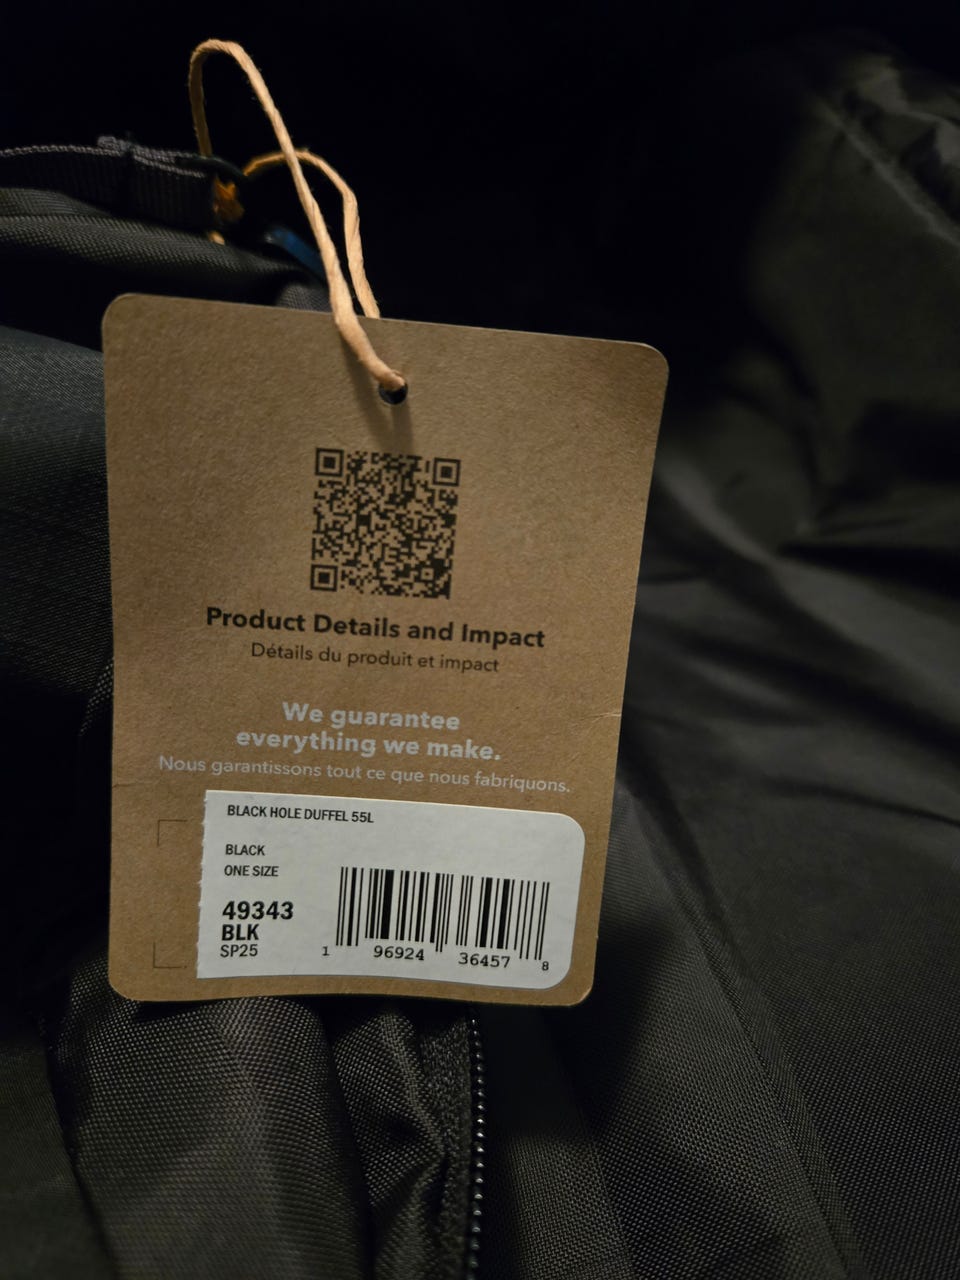 Product Details and Impact
Détails du produit et impact
We guarantee
everything we make.
Nous garantissons tout ce que nous fabriquons.
BLACK HOLE DUFFEL 55L
BLACK
ONE SIZE
49343
BLK
SP25
1 96924 36457 8